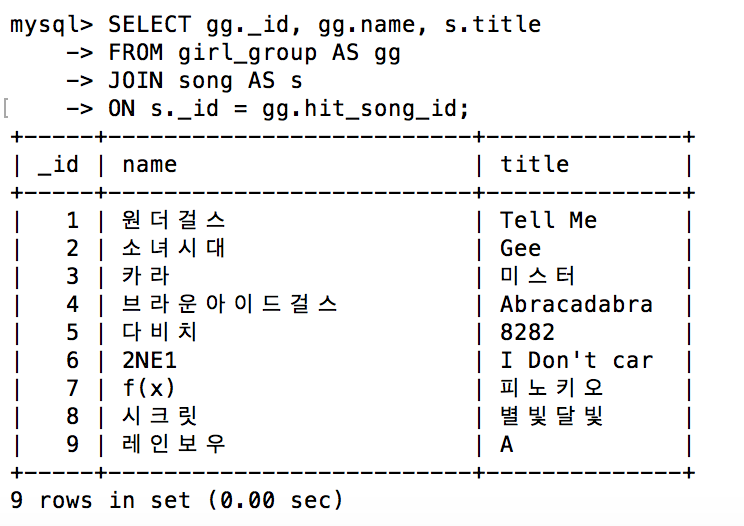 mysql> SELECT gg._id, gg.name, s.title
    -> FROM girl_group AS gg
    -> JOIN song AS s
[    -> ON s._id = gg.hit_song_id;
+-----+---------------------------+--------------+
| _id | name                      | title        |
+-----+---------------------------+--------------+
|   1 | 원더걸스 | Tell Me      |
|   2 | 소녀시대 | Gee          |
|   3 | 카라 | 미스터 |
|   4 | 브라운아이드걸스 | Abracadabra  |
|   5 | 다비치 | 8282         |
|   6 | 2NE1                      | I Don't car  |
|   7 | f(x)                      | 피노키오 |
|   8 | 시크릿 | 별빛달빛 |
|   9 | 레인보우 | A            |
+-----+---------------------------+--------------+
9 rows in set (0.00 sec)